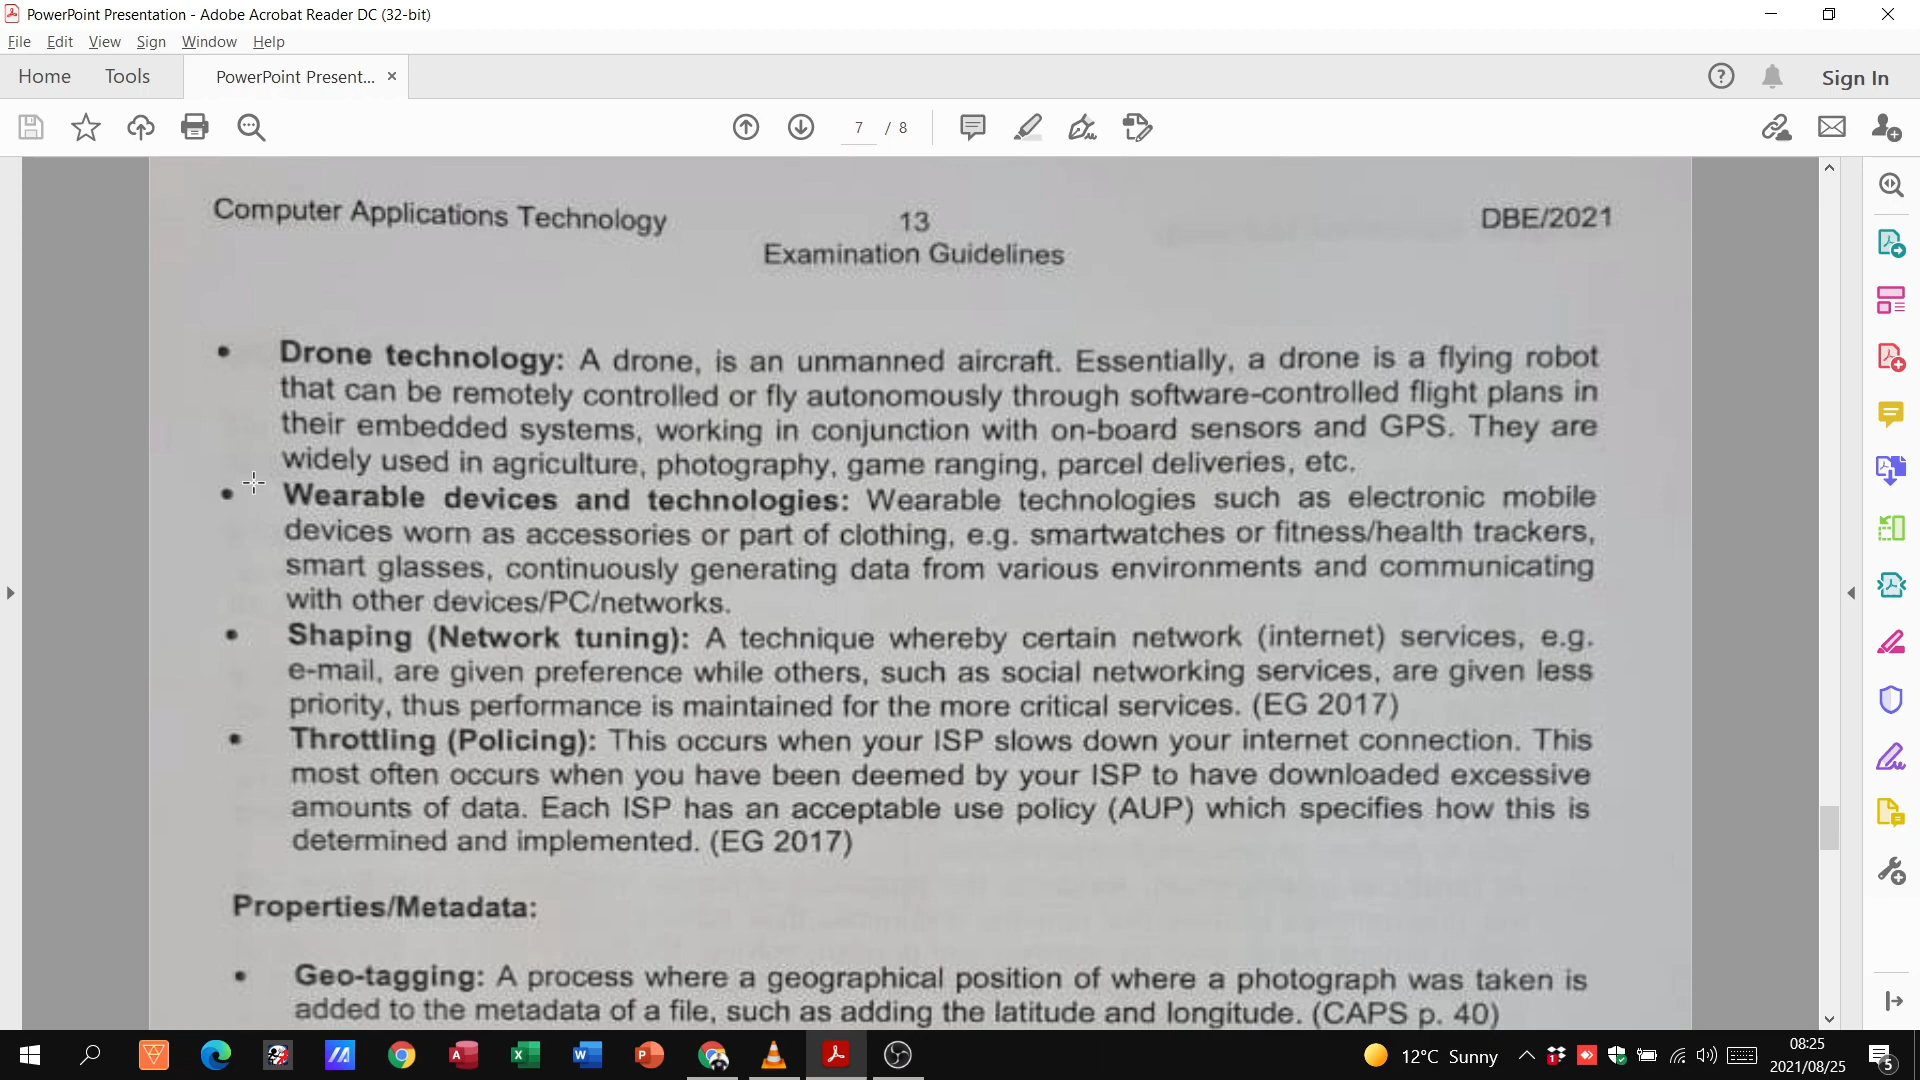 PowerPoint Presentation - Adobe Acrobat Reader DC (32-bit)
File Edit View Sign Window Help
Home Tools PowerPoint Present... × Sign In
7 / 8
Computer Applications Technology 13 DBE/2021
Examination Guidelines
• Drone technology: A drone, is an unmanned aircraft. Essentially, a drone is a flying robot
that can be remotely controlled or fly autonomously through software-controlled flight plans in
their embedded systems, working in conjunction with on-board sensors and GPS. They are
widely used in agriculture, photography, game ranging, parcel deliveries, etc.
• Wearable devices and technologies: Wearable technologies such as electronic mobile
devices worn as accessories or part of clothing, e.g. smartwatches or fitness/health trackers,
smart glasses, continuously generating data from various environments and communicating
with other devices/PC/networks.
• Shaping (Network tuning): A technique whereby certain network (internet) services, e.g.
e-mail, are given preference while others, such as social networking services, are given less
priority, thus performance is maintained for the more critical services. (EG 2017)
• Throttling (Policing): This occurs when your ISP slows down your internet connection. This
most often occurs when you have been deemed by your ISP to have downloaded excessive
amounts of data. Each ISP has an acceptable use policy (AUP) which specifies how this is
determined and implemented. (EG 2017)
Properties/Metadata:
• Geo-tagging: A process where a geographical position of where a photograph was taken is
added to the metadata of a file, such as adding the latitude and longitude. (CAPS p. 40)
12°C Sunny
08:25
2021/08/25
5